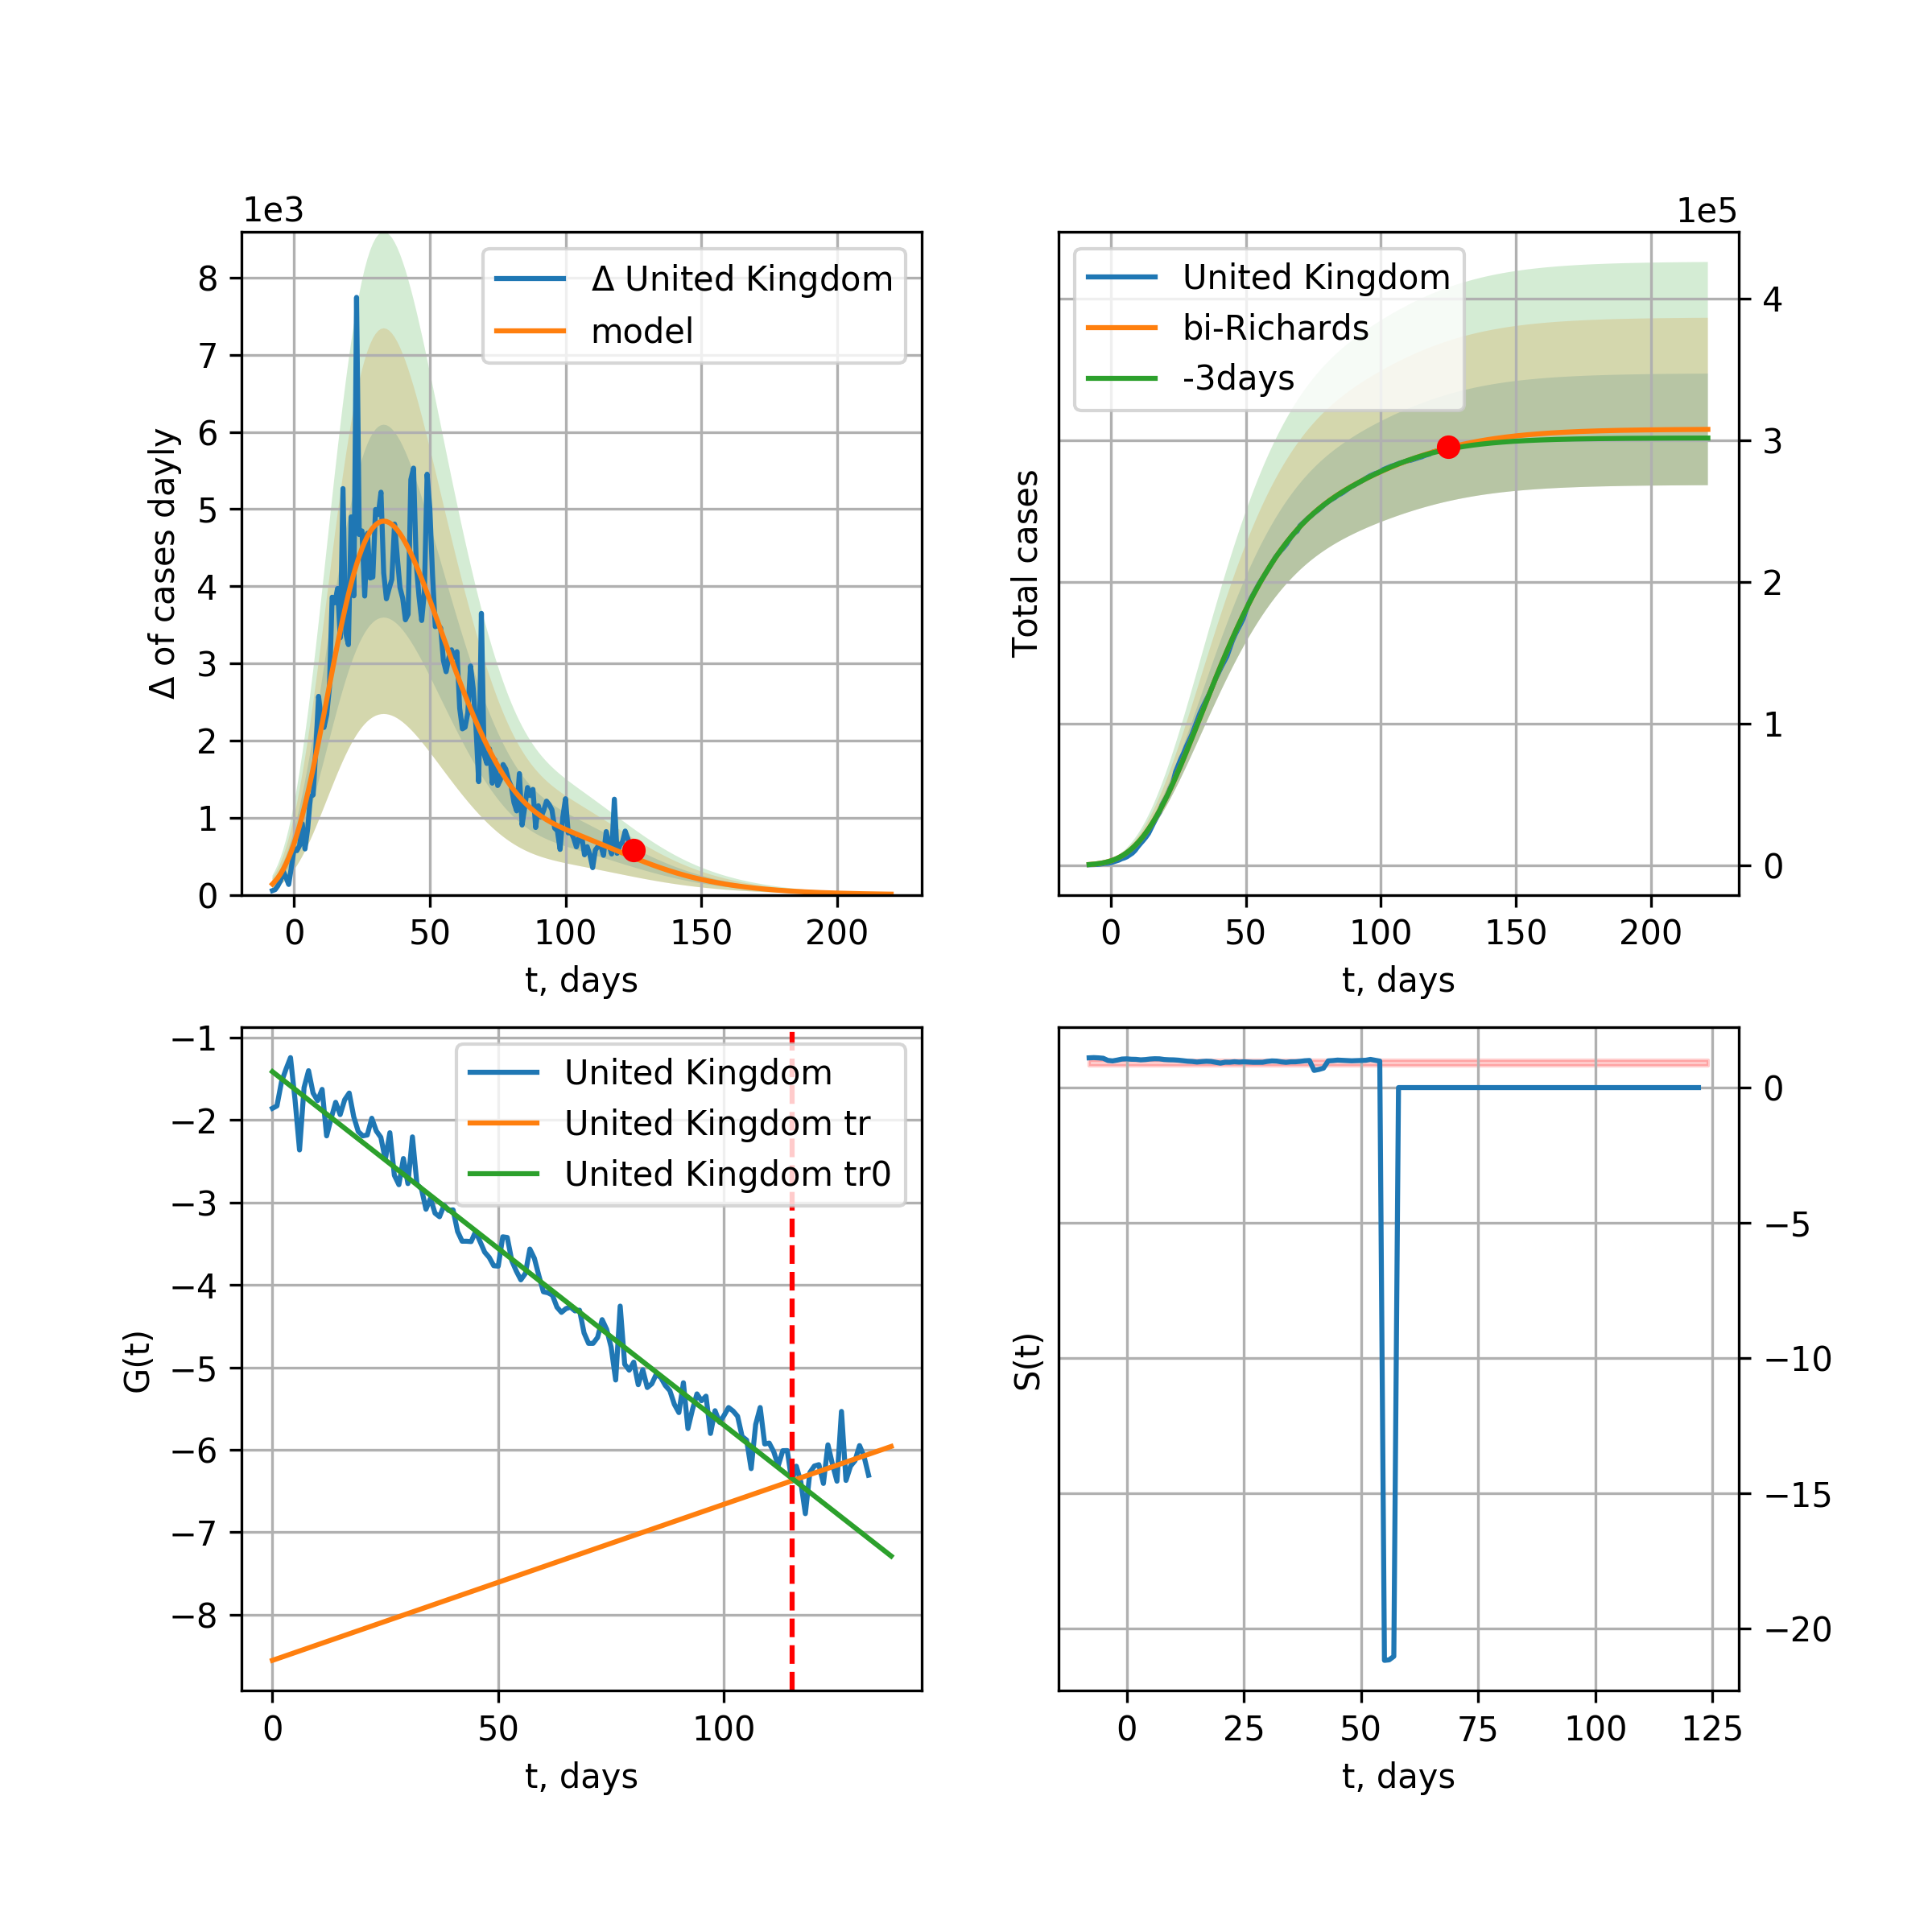 1e3
Δ United Kingdom
model
8
7
6
5
4
3
2
1
0
Δ of cases dayly
0 50 100 150 200
t, days
1e5
United Kingdom
bi-Richards
-3days
4
3
2
1
0
Total cases
0 50 100 150 200
t, days
United Kingdom
United Kingdom tr
United Kingdom tr0
−1
−2
−3
−4
−5
−6
−7
−8
G(t)
0 50 100
t, days
0
−5
−10
−15
−20
S(t)
0 25 50 75 100 125
t, days